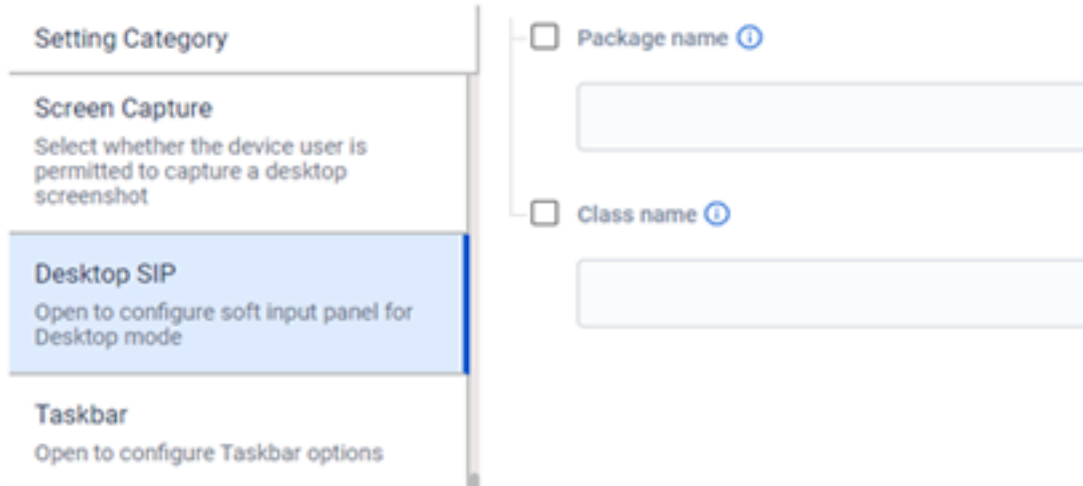 Setting Category
Screen Capture
Select whether the device user is
permitted to capture a desktop
screenshot
Desktop SIP
Open to configure soft input panel for
Desktop mode
Taskbar
Open to configure Taskbar options
Package name
Class name